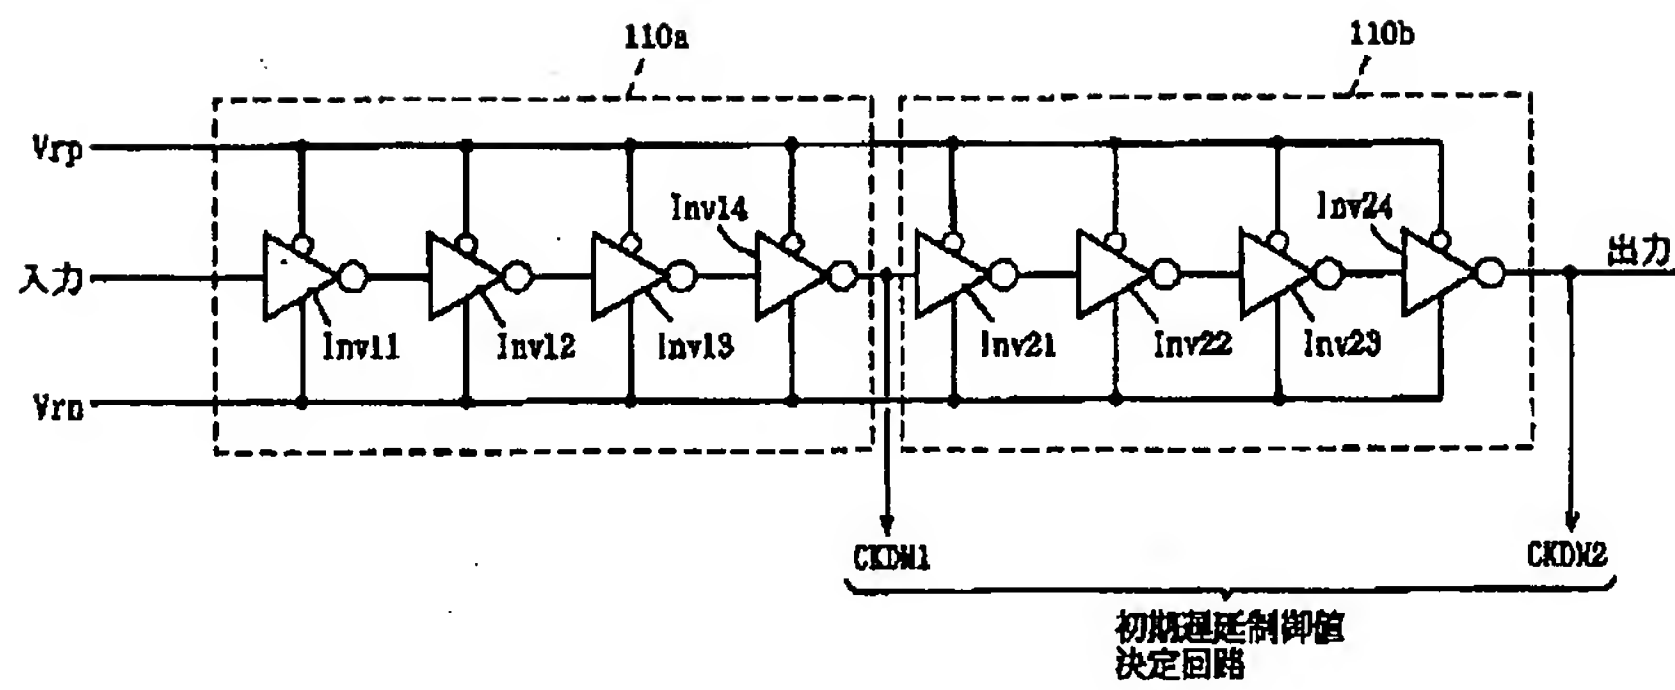 110a
110b
Vrp
Inv14
Inv24
入力
出力
Inv11
Inv12
Inv13
Inv21
Inv22
Inv23
Vrn
CKDM1
CKDM2
初期遅延制御値
決定回路